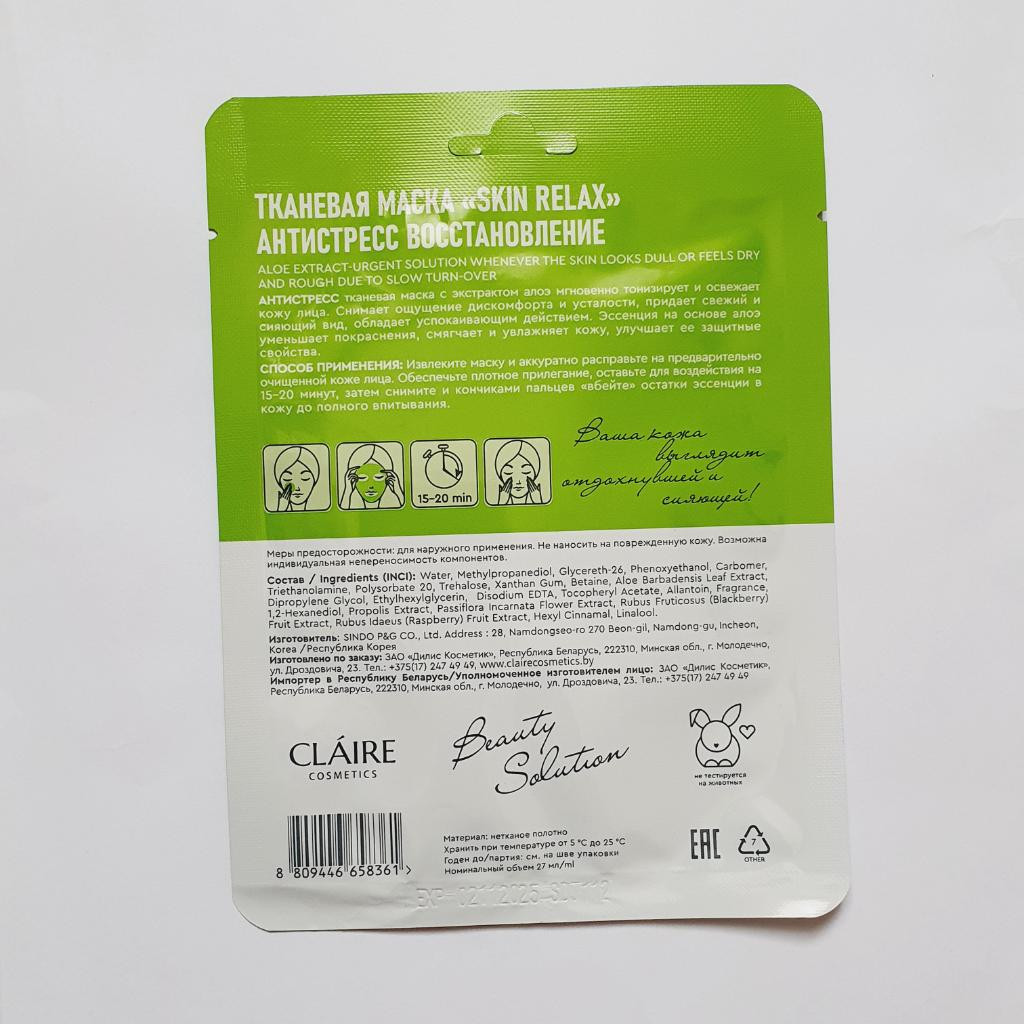 ТКАНЕВАЯ МАСКА «SKIN RELAX»
АНТИСТРЕСС ВОССТАНОВЛЕНИЕ
ALOE EXTRACT-URGENT SOLUTION WHENEVER THE SKIN LOOKS DULL OR FEELS DRY
AND ROUGH DUE TO SLOW TURN-OVER
АНТИСТРЕСС тканевая маска с экстрактом алоэ мгновенно тонизирует и освежает
кожу лица. Снимает ощущение дискомфорта и усталости, придает свежий и
сияющий вид, обладает успокаивающим действием. Эссенция на основе алоэ
уменьшает покраснения, смягчает и увлажняет кожу, улучшает ее защитные
свойства.
СПОСОБ ПРИМЕНЕНИЯ: Извлеките маску и аккуратно расправьте на предварительно
очищенной коже лица. Обеспечьте плотное прилегание, оставьте для воздействия на
15-20 минут, затем снимите и кончиками пальцев «вбейте» остатки эссенции в
кожу до полного впитывания.
15-20 min
Ваша кожа
выглядит
отдохнувшей и
сияющей!
Меры предосторожности: для наружного применения. Не наносить на поврежденную кожу. Возможна
индивидуальная непереносимость компонентов.
Состав / Ingredients (INCI): Water, Methylpropanediol, Glycereth-26, Phenoxyethanol, Carbomer,
Triethanolamine, Polysorbate 20, Trehalose, Xanthan Gum, Betaine, Aloe Barbadensis Leaf Extract,
Dipropylene Glycol, Ethylhexylglycerin, Disodium EDTA, Tocopheryl Acetate, Allantoin, Fragrance,
1,2-Hexanediol, Propolis Extract, Passiflora Incarnata Flower Extract, Rubus Fruticosus (Blackberry)
Fruit Extract, Rubus Idaeus (Raspberry) Fruit Extract, Hexyl Cinnamal, Linalool.
Изготовитель: SINDO P&G CO., Ltd. Address : 28, Namdongseo-ro 270 Beon-gil, Namdong-gu, Incheon,
Korea /Республика Корея
Изготовлено по заказу: ЗАО «Дилис Косметик», Республика Беларусь, 222310, Минская обл., г. Молодечно,
ул. Дроздовича, 23. Тел.: +375(17) 247 49 49, www.clairecosmetics.by
Импортер в Республику Беларусь/Уполномоченное изготовителем лицо: ЗАО «Дилис Косметик»,
Республика Беларусь, 222310, Минская обл., г. Молодечно, ул. Дроздовича, 23. Тел.: +375(17) 247 49 49
CLÁIRE
COSMETICS
Beauty
Solution
не тестируется
на животных
8 809446 658361 >
Материал: нетканое полотно
Хранить при температуре от 5 °C до 25 °C
Годен до/партия: см. на шве упаковки
Номинальный объем 27 мл/ml
EAC
7
OTHER
EXP 02112025